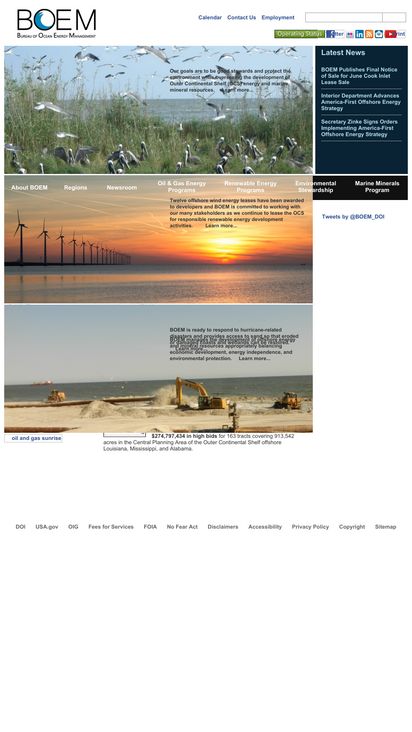 BOEM
BUREAU OF OCEAN ENERGY MANAGEMENT
Calendar Contact Us Employment
Operating Status
Latest News
BOEM Publishes Final Notice
of Sale for June Cook Inlet
Lease Sale
Interior Department Advances
America-First Offshore Energy
Strategy
Secretary Zinke Signs Orders
Implementing America-First
Offshore Energy Strategy
Our goals are to be good stewards and protect the
environment while overseeing the development of
Outer Continental Shelf (OCS) energy and marine
mineral resources. Learn more...
About BOEM Regions Newsroom Oil & Gas Energy Programs Renewable Energy Programs Environmental Stewardship Marine Minerals Program
Twelve offshore wind energy leases have been awarded
to developers and BOEM is committed to working with
our many stakeholders as we continue to lease the OCS
for responsible renewable energy development
activities. Learn more...
Tweets by @BOEM_DOI
BOEM is ready to respond to hurricane-related
disasters and provides access to sand so that eroded
BOEM manages the development of offshore energy
or damaged coasts and wetlands can be restored.
and mineral resources appropriately balancing
Learn more...
economic development, energy independence, and
environmental protection. Learn more...
oil and gas sunrise
$274,797,434 in high bids for 163 tracts covering 913,542
acres in the Central Planning Area of the Outer Continental Shelf offshore
Louisiana, Mississippi, and Alabama.
DOI USA.gov OIG Fees for Services FOIA No Fear Act Disclaimers Accessibility Privacy Policy Copyright Sitemap